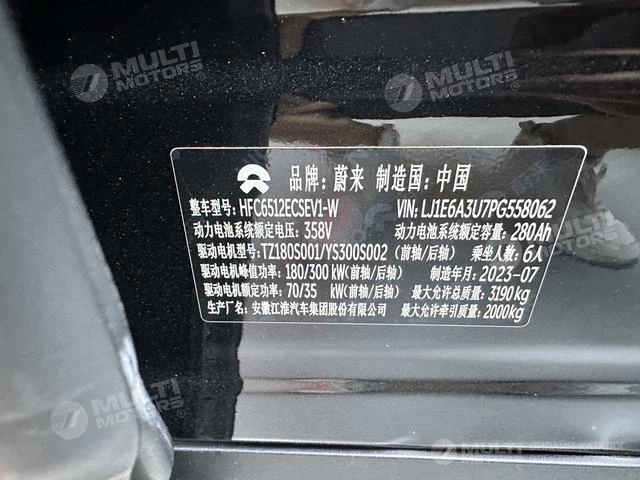 MULTI
MOTORS®
MULTI
MOTORS®
品牌: 蔚来 制造国: 中国
整车型号: HFC6512ECSEV1-W VIN: LJ1E6A3U7PG558062
动力电池系统额定电压: 358V 动力电池系统额定容量: 280Ah
驱动电机型号: TZ180S001/YS300S002 (前轴/后轴) 乘坐人数: 6人
驱动电机峰值功率: 180/300 kW(前轴/后轴) 制造年月: 2023-07
驱动电机额定功率: 70/35 kW(前轴/后轴) 最大允许总质量: 3190kg
生产厂名: 安徽江淮汽车集团股份有限公司 最大允许牵引质量: 2000kg
MULTI
MOTORS®
MULTI
MOTORS